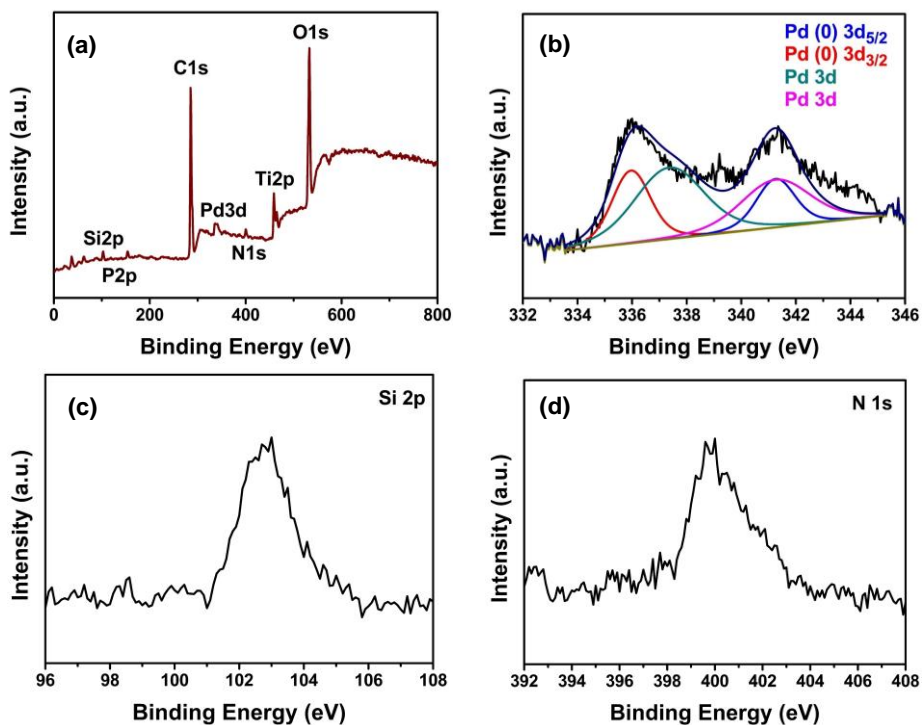 (a)
O1s
C1s
Ti2p
Pd3d
Si2p
N1s
P2p
Intensity (a.u.)
0 200 400 600 800
Binding Energy (eV)
(b)
Pd (0) 3d5/2
Pd (0) 3d3/2
Pd 3d
Pd 3d
Intensity (a.u.)
332 334 336 338 340 342 344 346
Binding Energy (eV)
(c)
Si 2p
Intensity (a.u.)
96 98 100 102 104 106 108
Binding Energy (eV)
(d)
N 1s
Intensity (a.u.)
392 394 396 398 400 402 404 406 408
Binding Energy (eV)